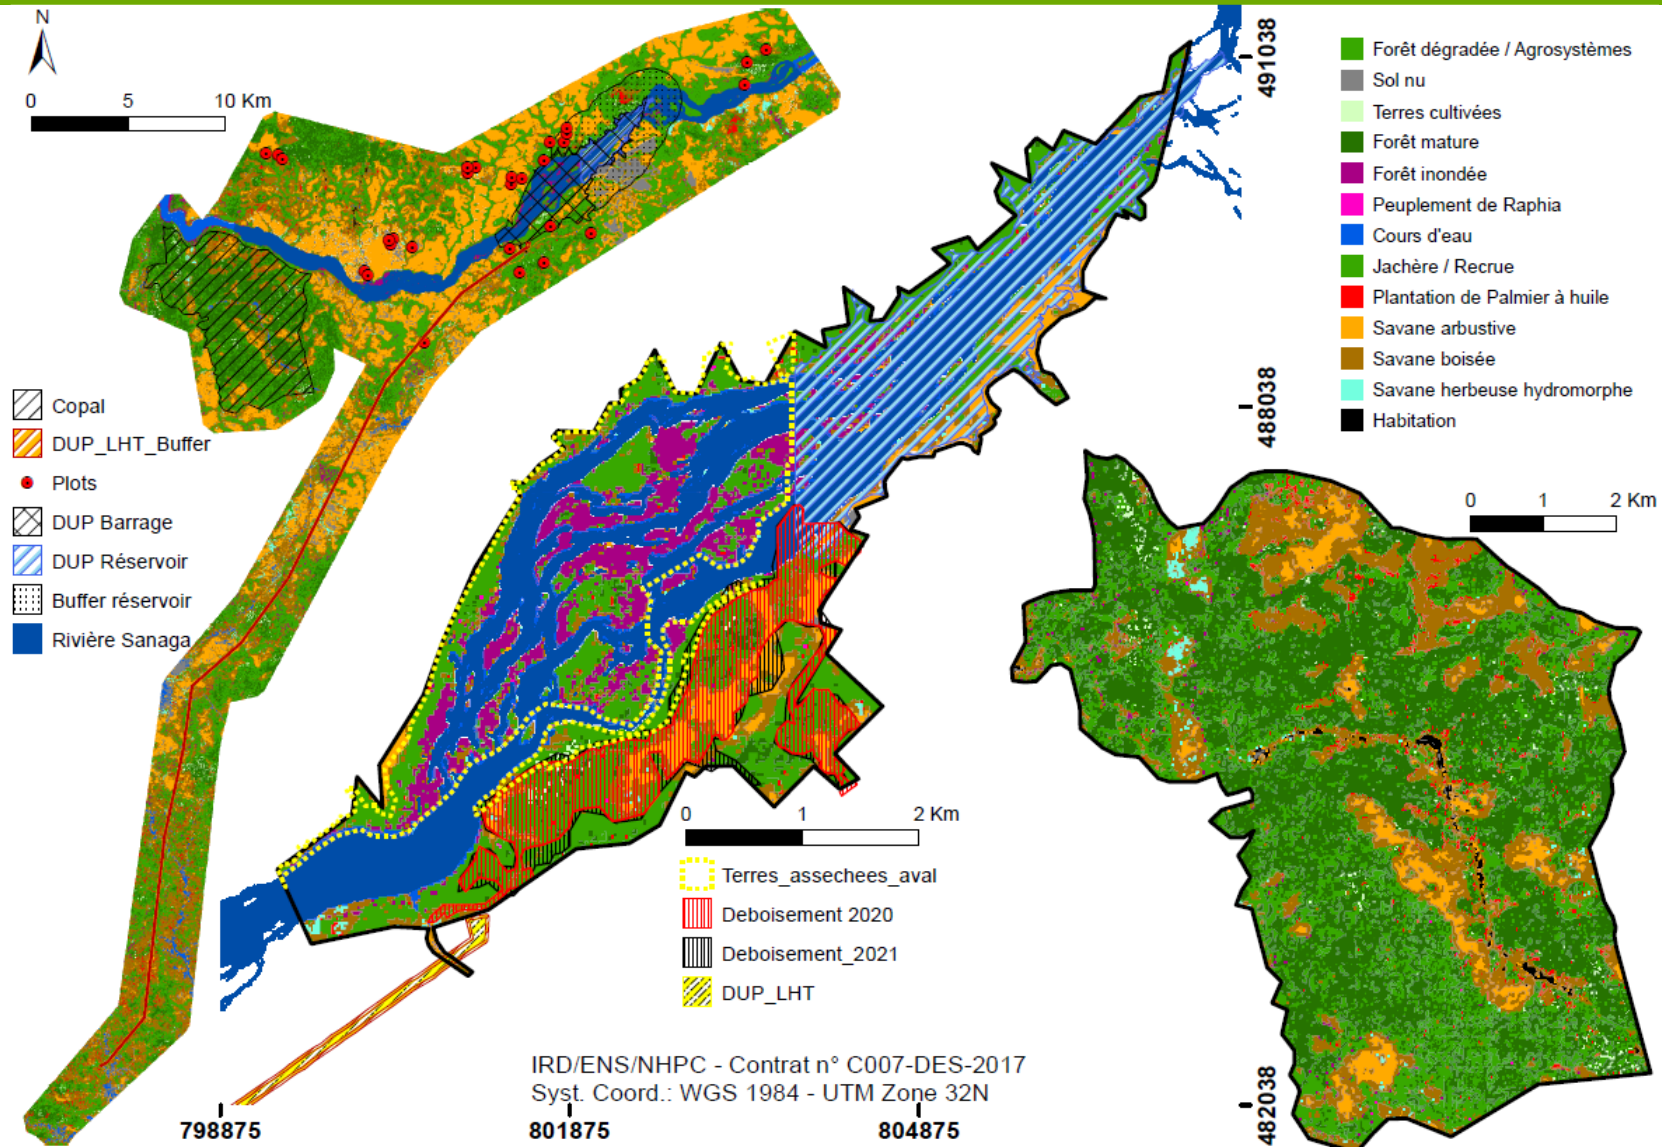 N
0 5 10 Km
491038
488038
482038
Forêt dégradée / Agrosystèmes
Sol nu
Terres cultivées
Forêt mature
Forêt inondée
Peuplement de Raphia
Cours d'eau
Jachère / Recrue
Plantation de Palmier à huile
Savane arbustive
Savane boisée
Savane herbeuse hydromorphe
Habitation
Copal
DUP_LHT_Buffer
Plots
DUP Barrage
DUP Réservoir
Buffer réservoir
Rivière Sanaga
0 1 2 Km
0 1 2 Km
Terres_assechees_aval
Deboisement 2020
Deboisement_2021
DUP_LHT
IRD/ENS/NHPC - Contrat n° C007-DES-2017
Syst. Coord.: WGS 1984 - UTM Zone 32N
798875 801875 804875